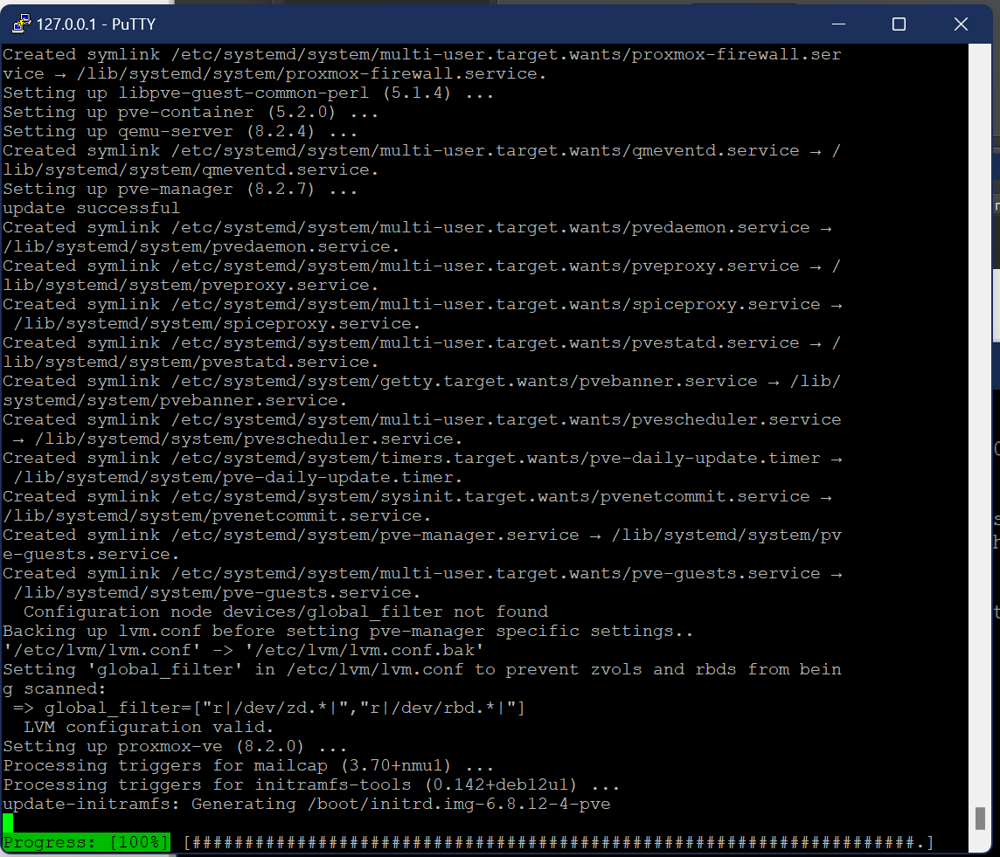 127.0.0.1 - PuTTY
Created symlink /etc/systemd/system/multi-user.target.wants/proxmox-firewall.ser
vice → /lib/systemd/system/proxmox-firewall.service.
Setting up libpve-guest-common-perl (5.1.4) ...
Setting up pve-container (5.2.0) ...
Setting up qemu-server (8.2.4) ...
Created symlink /etc/systemd/system/multi-user.target.wants/qmeventd.service → /
lib/systemd/system/qmeventd.service.
Setting up pve-manager (8.2.7) ...
update successful
Created symlink /etc/systemd/system/multi-user.target.wants/pvedaemon.service →
/lib/systemd/system/pvedaemon.service.
Created symlink /etc/systemd/system/multi-user.target.wants/pveproxy.service → /
lib/systemd/system/pveproxy.service.
Created symlink /etc/systemd/system/multi-user.target.wants/spiceproxy.service →
 /lib/systemd/system/spiceproxy.service.
Created symlink /etc/systemd/system/multi-user.target.wants/pvestatd.service → /
lib/systemd/system/pvestatd.service.
Created symlink /etc/systemd/system/getty.target.wants/pvebanner.service → /lib/
systemd/system/pvebanner.service.
Created symlink /etc/systemd/system/multi-user.target.wants/pvescheduler.service
 → /lib/systemd/system/pvescheduler.service.
Created symlink /etc/systemd/system/timers.target.wants/pve-daily-update.timer →
 /lib/systemd/system/pve-daily-update.timer.
Created symlink /etc/systemd/system/sysinit.target.wants/pvenetcommit.service →
/lib/systemd/system/pvenetcommit.service.
Created symlink /etc/systemd/system/pve-manager.service → /lib/systemd/system/pv
e-guests.service.
Created symlink /etc/systemd/system/multi-user.target.wants/pve-guests.service →
 /lib/systemd/system/pve-guests.service.
  Configuration node devices/global_filter not found
Backing up lvm.conf before setting pve-manager specific settings..
'/etc/lvm/lvm.conf' -> '/etc/lvm/lvm.conf.bak'
Setting 'global_filter' in /etc/lvm/lvm.conf to prevent zvols and rbds from bein
g scanned:
 => global_filter=["r|/dev/zd.*|","r|/dev/rbd.*|"]
  LVM configuration valid.
Setting up proxmox-ve (8.2.0) ...
Processing triggers for mailcap (3.70+nmu1) ...
Processing triggers for initramfs-tools (0.142+deb12u1) ...
update-initramfs: Generating /boot/initrd.img-6.8.12-4-pve
Progress: [100%] [#####################################################################.]